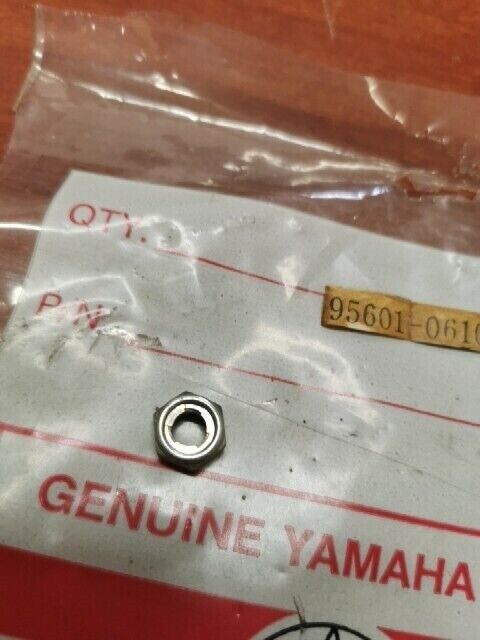 QTY.
95601-0610
P/N
GENUINE YAMAHA